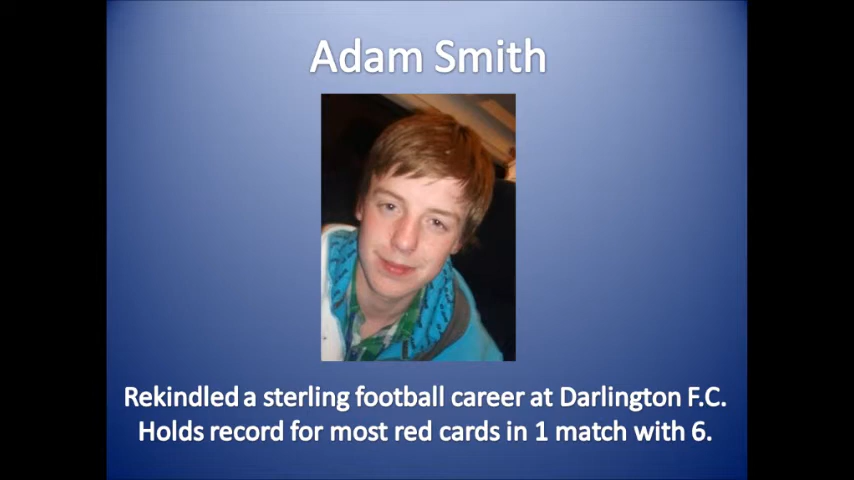 Adam Smith
Rekindled a sterling football career at Darlington F.C.
Holds record for most red cards in 1 match with 6.